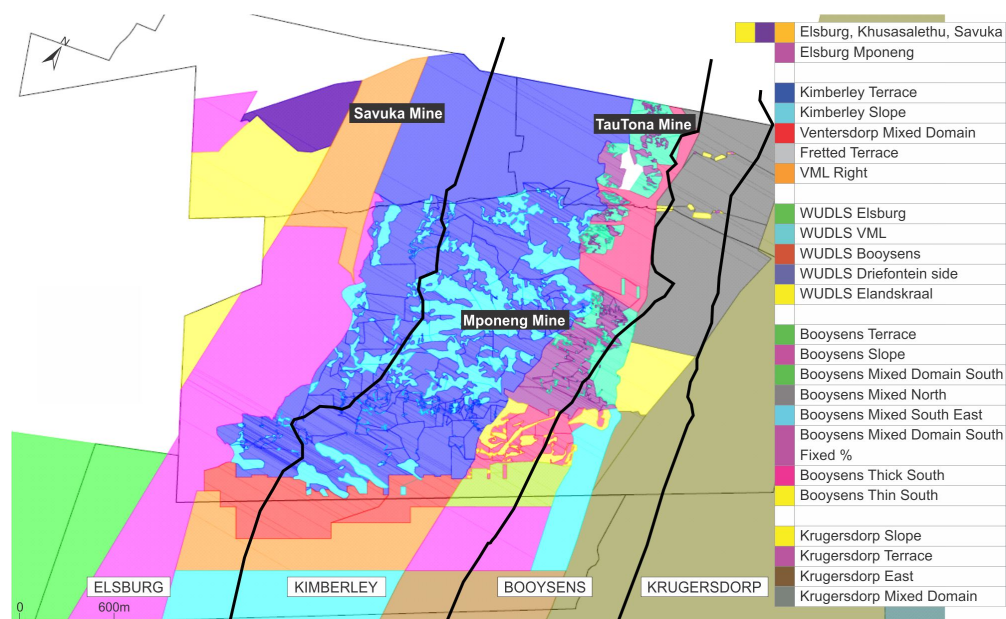 N
Elsburg, Khusasalethu, Savuka
Elsburg Mponeng
Savuka Mine
Kimberley Terrace
Kimberley Slope
TauTona Mine
Ventersdorp Mixed Domain
Fretted Terrace
VML Right
WUDLS Elsburg
WUDLS VML
WUDLS Booysens
WUDLS Driefontein side
WUDLS Elandskraal
Mponeng Mine
Booysens Terrace
Booysens Slope
Booysens Mixed Domain South
Booysens Mixed North
Booysens Mixed South East
Booysens Mixed Domain South
Fixed %
Booysens Thick South
Booysens Thin South
Krugersdorp Slope
Krugersdorp Terrace
Krugersdorp East
Krugersdorp Mixed Domain
ELSBURG
KIMBERLEY
BOOYSENS
KRUGERSDORP
0
600m